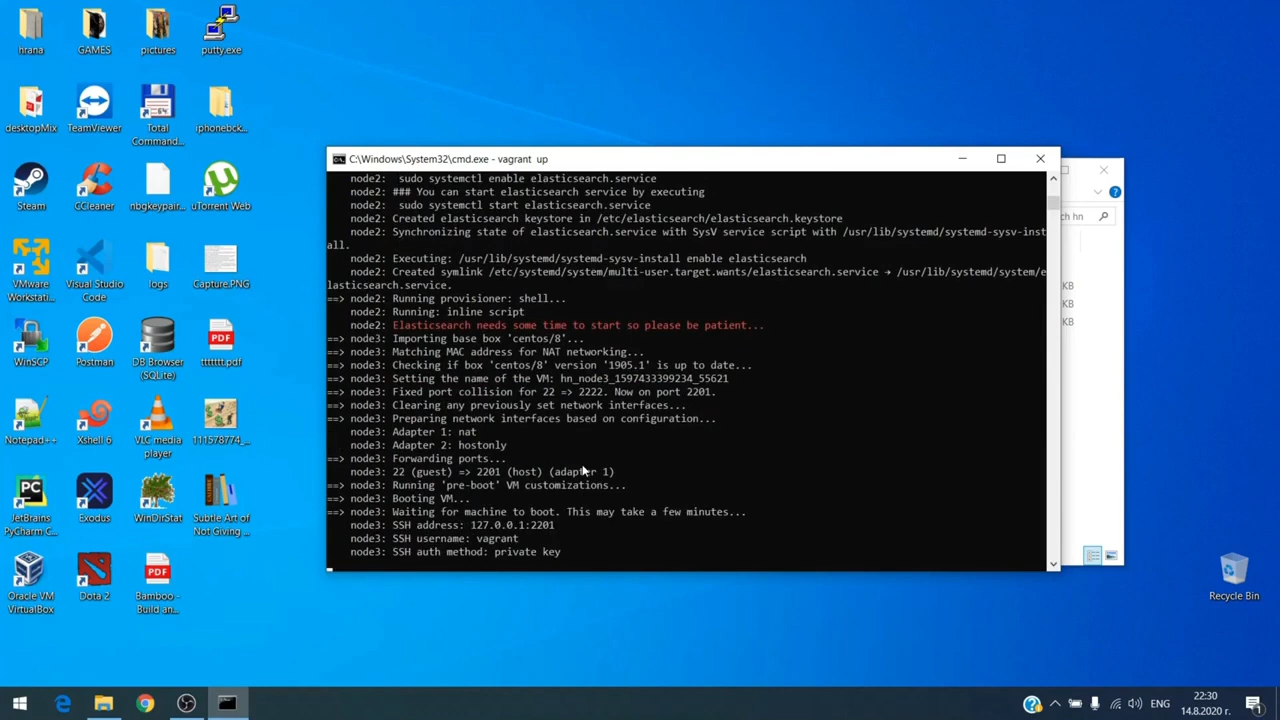 hrana
GAMES
pictures
putty.exe
desktopMix
TeamViewer
Total
Command...
iphonebck...
Steam
CCleaner
nbgkeypair...
uTorrent Web
VMware
Workstati...
Visual Studio
Code
logs
Capture.PNG
WinSCP
Postman
DB Browser
(SQLite)
ttttttt.pdf
Notepad++
Xshell 6
VLC media
player
111578774_...
JetBrains
PyCharm C...
Exodus
WinDirStat
Subtle Art of
Not Giving ...
Oracle VM
VirtualBox
Dota 2
Bamboo -
Build an...
C:\Windows\System32\cmd.exe - vagrant  up
node2:  sudo systemctl enable elasticsearch.service
node2: ### You can start elasticsearch service by executing
node2:  sudo systemctl start elasticsearch.service
node2: Created elasticsearch keystore in /etc/elasticsearch/elasticsearch.keystore
node2: Synchronizing state of elasticsearch.service with SysV service script with /usr/lib/systemd/systemd-sysv-inst
all.
node2: Executing: /usr/lib/systemd/systemd-sysv-install enable elasticsearch
node2: Created symlink /etc/systemd/system/multi-user.target.wants/elasticsearch.service → /usr/lib/systemd/system/e
lasticsearch.service.
==> node2: Running provisioner: shell...
node2: Running: inline script
node2: Elasticsearch needs some time to start so please be patient...
==> node3: Importing base box 'centos/8'...
==> node3: Matching MAC address for NAT networking...
==> node3: Checking if box 'centos/8' version '1905.1' is up to date...
==> node3: Setting the name of the VM: hn_node3_1597433399234_55621
==> node3: Fixed port collision for 22 => 2222. Now on port 2201.
==> node3: Clearing any previously set network interfaces...
==> node3: Preparing network interfaces based on configuration...
node3: Adapter 1: nat
node3: Adapter 2: hostonly
==> node3: Forwarding ports...
node3: 22 (guest) => 2201 (host) (adapter 1)
==> node3: Running 'pre-boot' VM customizations...
==> node3: Booting VM...
==> node3: Waiting for machine to boot. This may take a few minutes...
node3: SSH address: 127.0.0.1:2201
node3: SSH username: vagrant
node3: SSH auth method: private key
ch hn
KB
KB
KB
Recycle Bin
ЕНГ
22:30
14.8.2020 г.
1